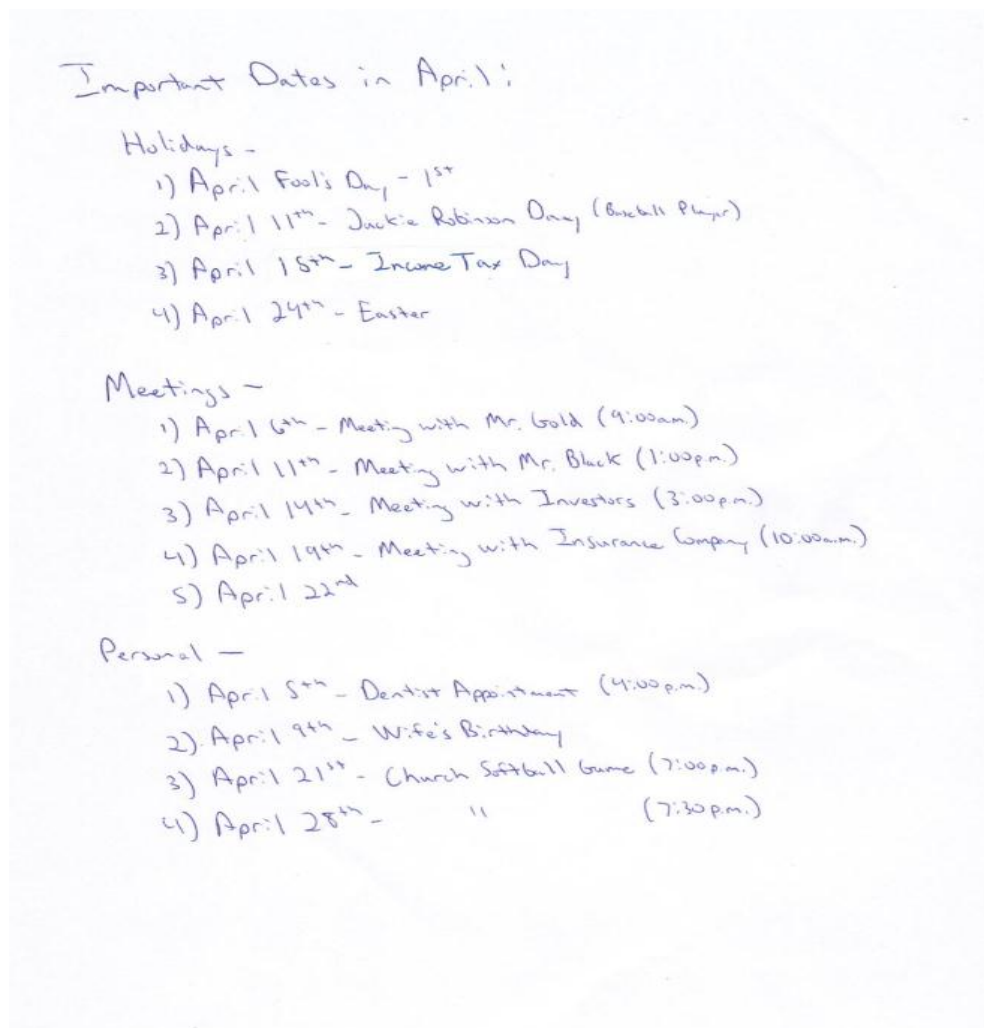 Important Dates in April:
Holidays -
1) April Fool's Day - 1st
2) April 11th - Jackie Robinson Day (Baseball Player)
3) April 15th - Income Tax Day
4) April 24th - Easter
Meetings -
1) April 6th - Meeting with Mr. Gold (9:00am.)
2) April 11th - Meeting with Mr. Black (1:00p.m.)
3) April 14th - Meeting with Investors (3:00p.m.)
4) April 19th - Meeting with Insurance Company (10:00a.m.)
5) April 22nd
Personal -
1) April 5th - Dentist Appointment (4:00p.m.)
2) April 9th - Wife's Birthday
3) April 21st - Church Softball Game (7:00p.m.)
4) April 28th - " (7:30p.m.)